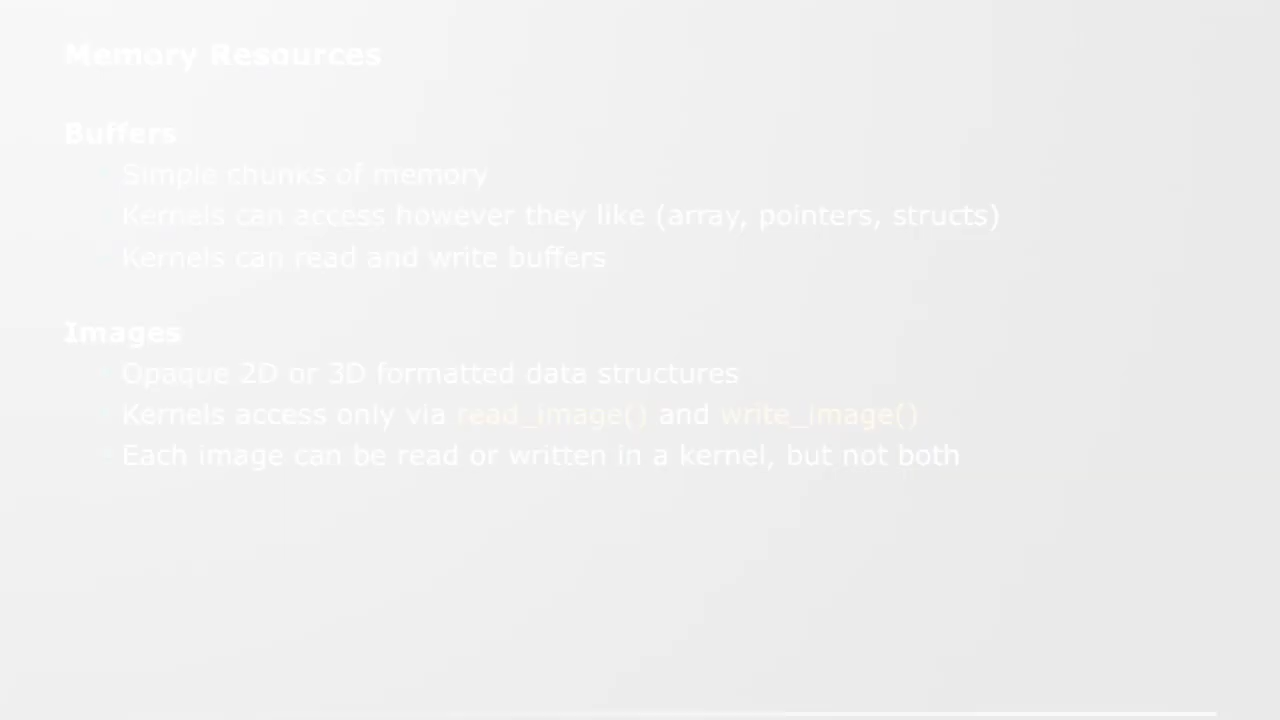 Memory Resources
Buffers
Simple chunks of memory
Kernels can access however they like (array, pointers, structs)
Kernels can read and write buffers
Images
Opaque 2D or 3D formatted data structures
Kernels access only via read_image() and write_image()
Each image can be read or written in a kernel, but not both